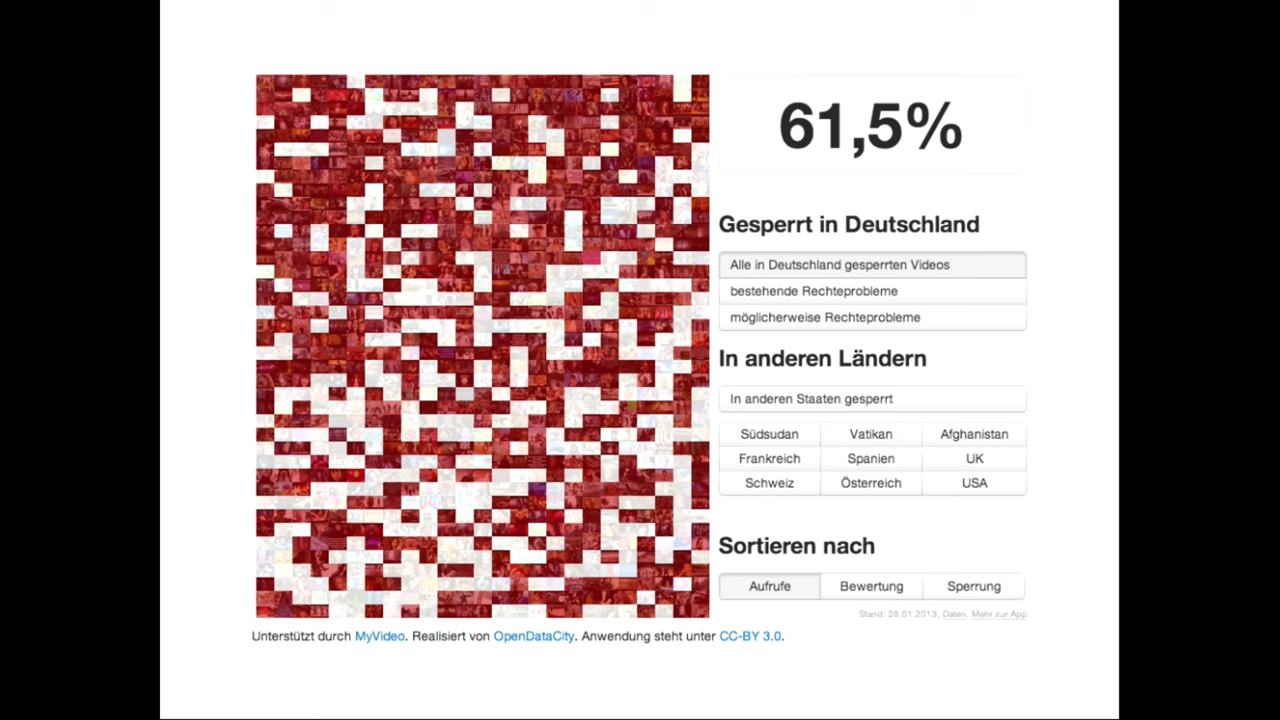 61,5%
Gesperrt in Deutschland
Alle in Deutschland gesperrten Videos
bestehende Rechteprobleme
möglicherweise Rechteprobleme
In anderen Ländern
In anderen Staaten gesperrt
Südsudan Vatikan Afghanistan
Frankreich Spanien UK
Schweiz Österreich USA
Sortieren nach
Aufrufe Bewertung Sperrung
Stand: 28.01.2013, Daten, Mehr zur App
Unterstützt durch MyVideo. Realisiert von OpenDataCity. Anwendung steht unter CC-BY 3.0.